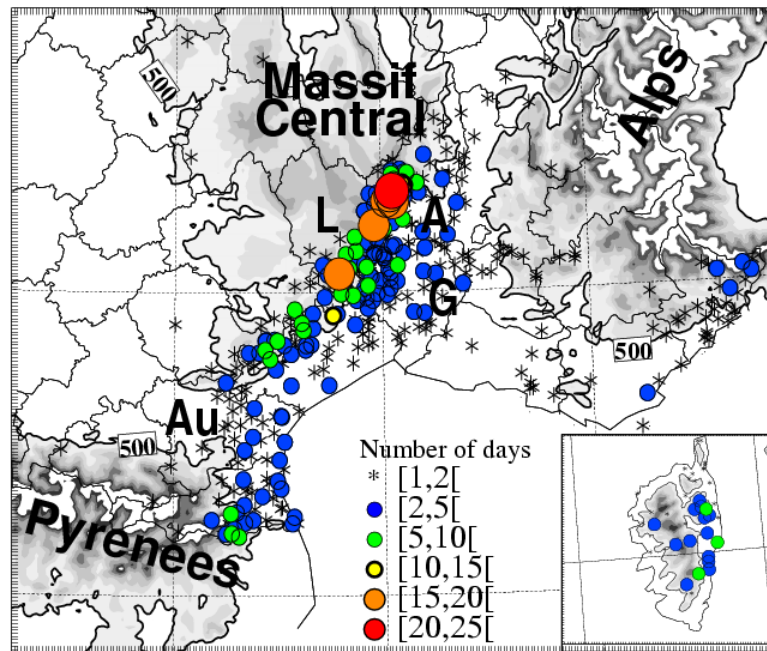 500
Massif
Central
Alps
L
A
G
500
Au
500
Pyrenees
Number of days
[1,2[
[2,5[
[5,10[
[10,15[
[15,20[
[20,25[